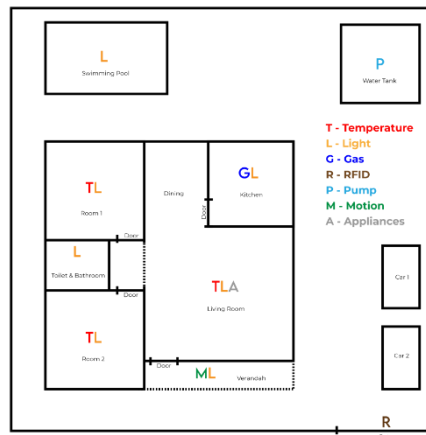 L
Swimming Pool
P
Water Tank
T - Temperature
L - Light
G - Gas
R - RFID
P - Pump
M - Motion
A - Appliances
TL
Room 1
Dining
GL
Kitchen
Door
Door
L
Toilet & Bathroom
Door
TLA
Living Room
Car 1
TL
Room 2
Car 2
Door
ML
Verandah
R